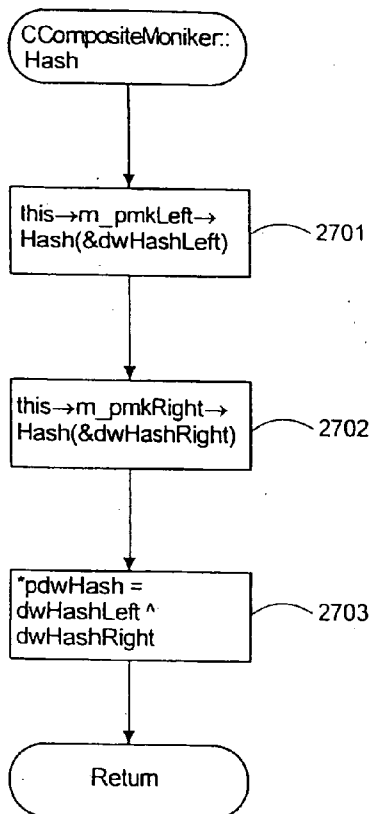 CCompositeMoniker::
Hash
this→m_pmkLeft→
Hash(&dwHashLeft)
2701
this→m_pmkRight→
Hash(&dwHashRight)
2702
*pdwHash =
dwHashLeft ^
dwHashRight
2703
Return